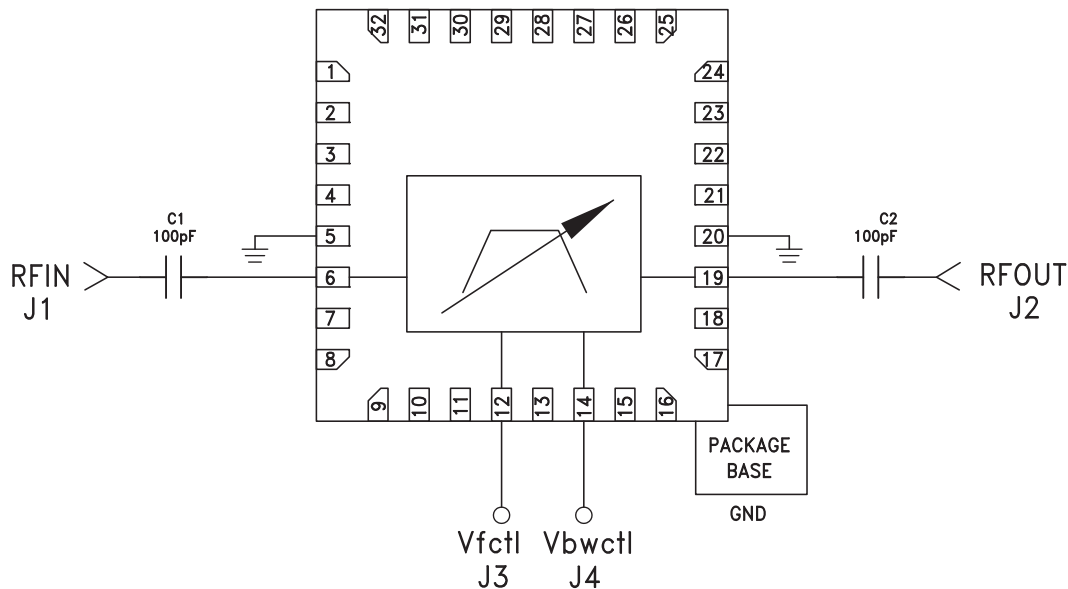 32 31 30 29 28 27 26 25
1
2
3
4
5
6
7
8
24
23
22
21
20
19
18
17
9 10 11 12 13 14 15 16
C1
100pF
RFIN
J1
C2
100pF
RFOUT
J2
PACKAGE
BASE
GND
Vfctl Vbwctl
J3 J4